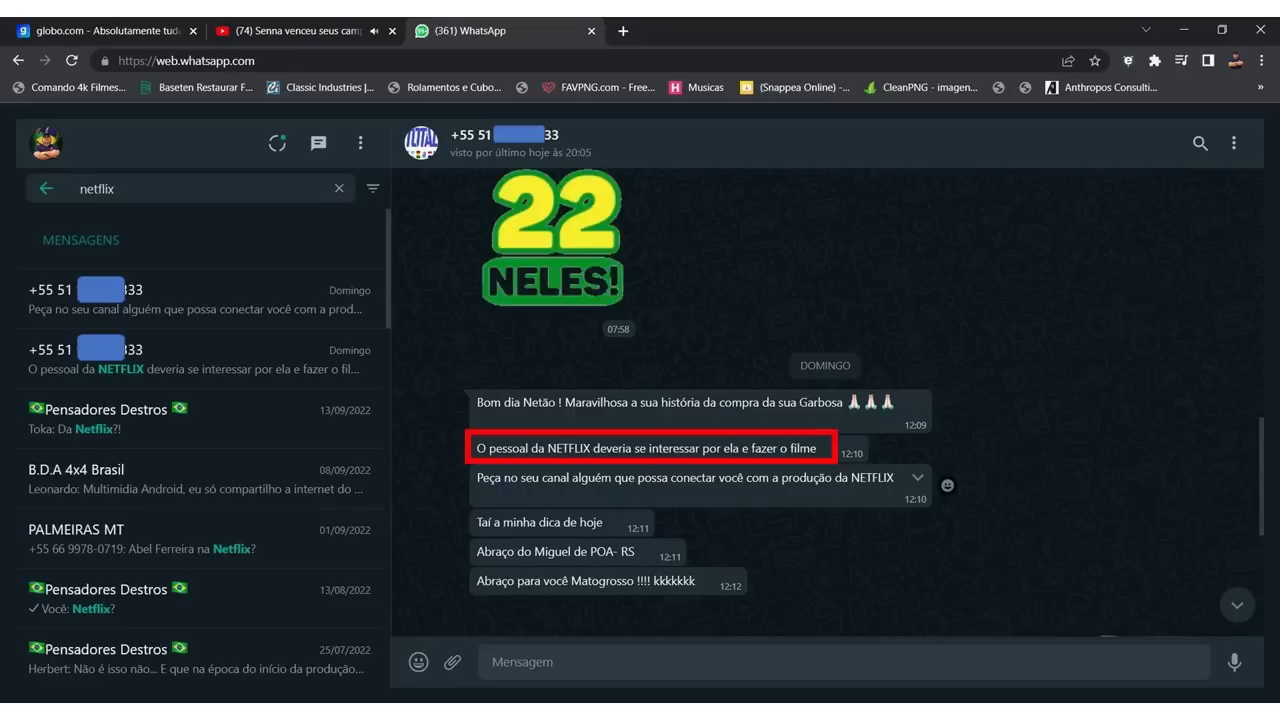 globo.com - Absolutamente tud
(74) Senna venceu seus camp
(361) WhatsApp
https://web.whatsapp.com
Comando 4k Filmes...
Baseten Restaurar F...
Classic Industries |...
Rolamentos e Cubo...
FAVPNG.com - Free...
Musicas
(Snappea Online) -...
CleanPNG - imagen...
Anthropos Consulti...
»
netflix
MENSAGENS
+55 51 333
Domingo
Peça no seu canal alguém que possa conectar você com a prod...
+55 51 333
Domingo
O pessoal da NETFLIX deveria se interessar por ela e fazer o fil...
Pensadores Destros
13/09/2022
Toka: Da Netflix?!
B.D.A 4x4 Brasil
08/09/2022
Leonardo: Multimidia Android, eu só compartilho a internet do ...
PALMEIRAS MT
01/09/2022
+55 66 9978-0719: Abel Ferreira na Netflix?
Pensadores Destros
13/08/2022
Você: Netflix?
Pensadores Destros
25/07/2022
Herbert: Não é isso não... E que na época do início da produção...
TOTAL
+55 51 33
visto por último hoje às 20:05
22
NELES!
07:58
DOMINGO
Bom dia Netão ! Maravilhosa a sua história da compra da sua Garbosa 🙏🏻🙏🏻🙏🏻
12:09
O pessoal da NETFLIX deveria se interessar por ela e fazer o filme
12:10
Peça no seu canal alguém que possa conectar você com a produção da NETFLIX
12:10
Taí a minha dica de hoje
12:11
Abraço do Miguel de POA- RS
12:11
Abraço para você Matogrosso !!!! kkkkkkk
12:12
Mensagem